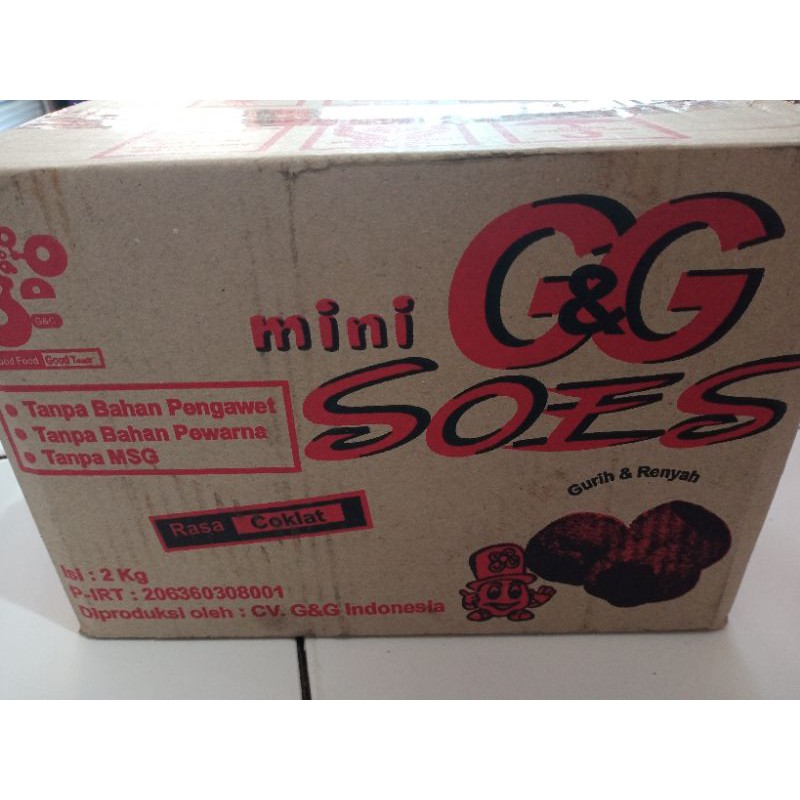 G&G
mini
SOES
G&G
Good Food Good Taste
• Tanpa Bahan Pengawet
• Tanpa Bahan Pewarna
• Tanpa MSG
Gurih & Renyah
Rasa Coklat
Isi : 2 Kg
P-IRT : 206360308001
Diproduksi oleh : CV. G&G Indonesia